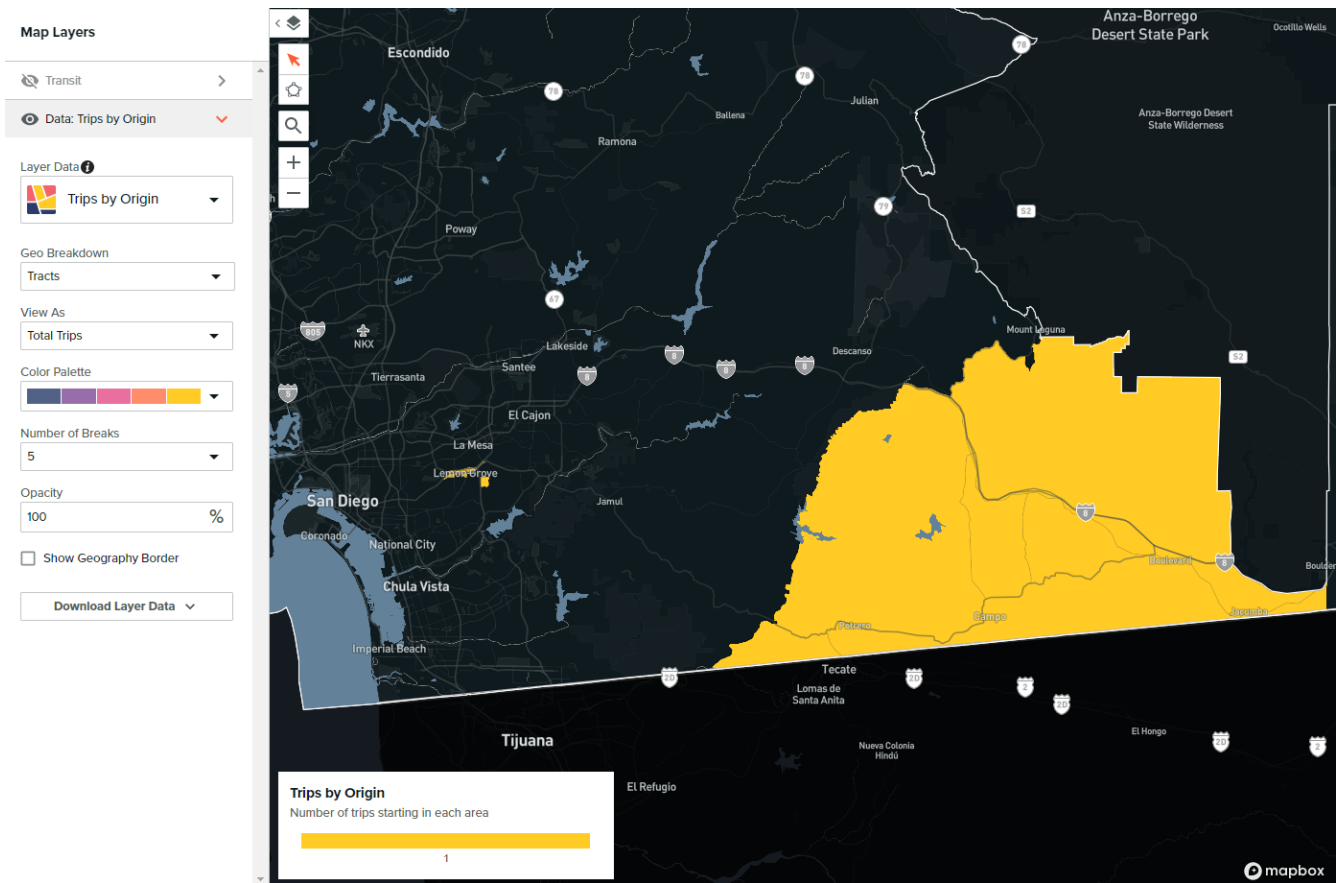 Map Layers
Transit
Data: Trips by Origin
Layer Data
Trips by Origin
Geo Breakdown
Tracts
View As
Total Trips
Color Palette
Number of Breaks
5
Opacity
100 %
Show Geography Border
Download Layer Data
Anza-Borrego
Desert State Park
Ocotillo Wells
Escondido
78
78
78
Julian
Ballena
Anza-Borrego Desert
State Wilderness
Ramona
79
S2
Poway
67
805
NKX
Mount Laguna
Lakeside
Descanso
S2
8
8
8
8
Santee
Tierrasanta
5
El Cajon
La Mesa
Lemon Grove
San Diego
Jamul
8
Coronado
National City
8
Boulevard
Boulder
Chula Vista
Jacumba
Campo
Potrero
Imperial Beach
Tecate
2D
2D
2
2D
Lomas de
Santa Anita
El Hongo
Tijuana
Nueva Colonia
Hindú
2D
2
El Refugio
Trips by Origin
Number of trips starting in each area
1
mapbox